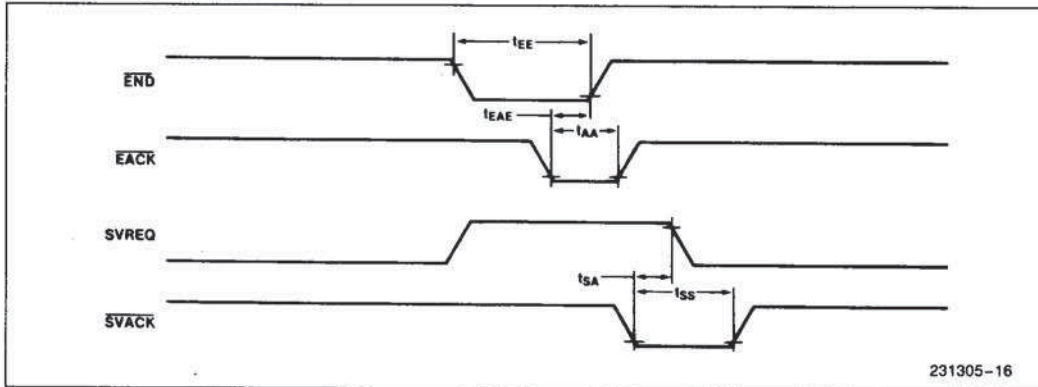 tEE
END
tEAE
tAA
EACK
SVREQ
tSA
tSS
SVACK
231305–16